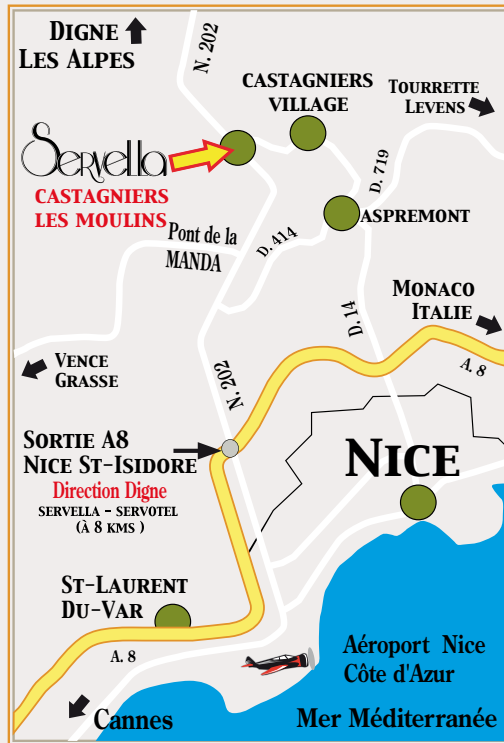 DIGNE
LES ALPES
N. 202
CASTAGNIERS
VILLAGE
TOURRETTE
LEVENS
Servella
CASTAGNIERS
LES MOULINS
D. 719
ASPREMONT
Pont de la
MANDA
D. 414
MONACO
ITALIE
D. 14
A. 8
VENCE
GRASSE
N. 202
SORTIE A8
NICE ST-ISIDORE
Direction Digne
SERVELLA - SERVOTEL
(À 8 KMS )
NICE
ST-LAURENT
DU-VAR
A. 8
Aéroport Nice
Côte d'Azur
Cannes
Mer Méditerranée